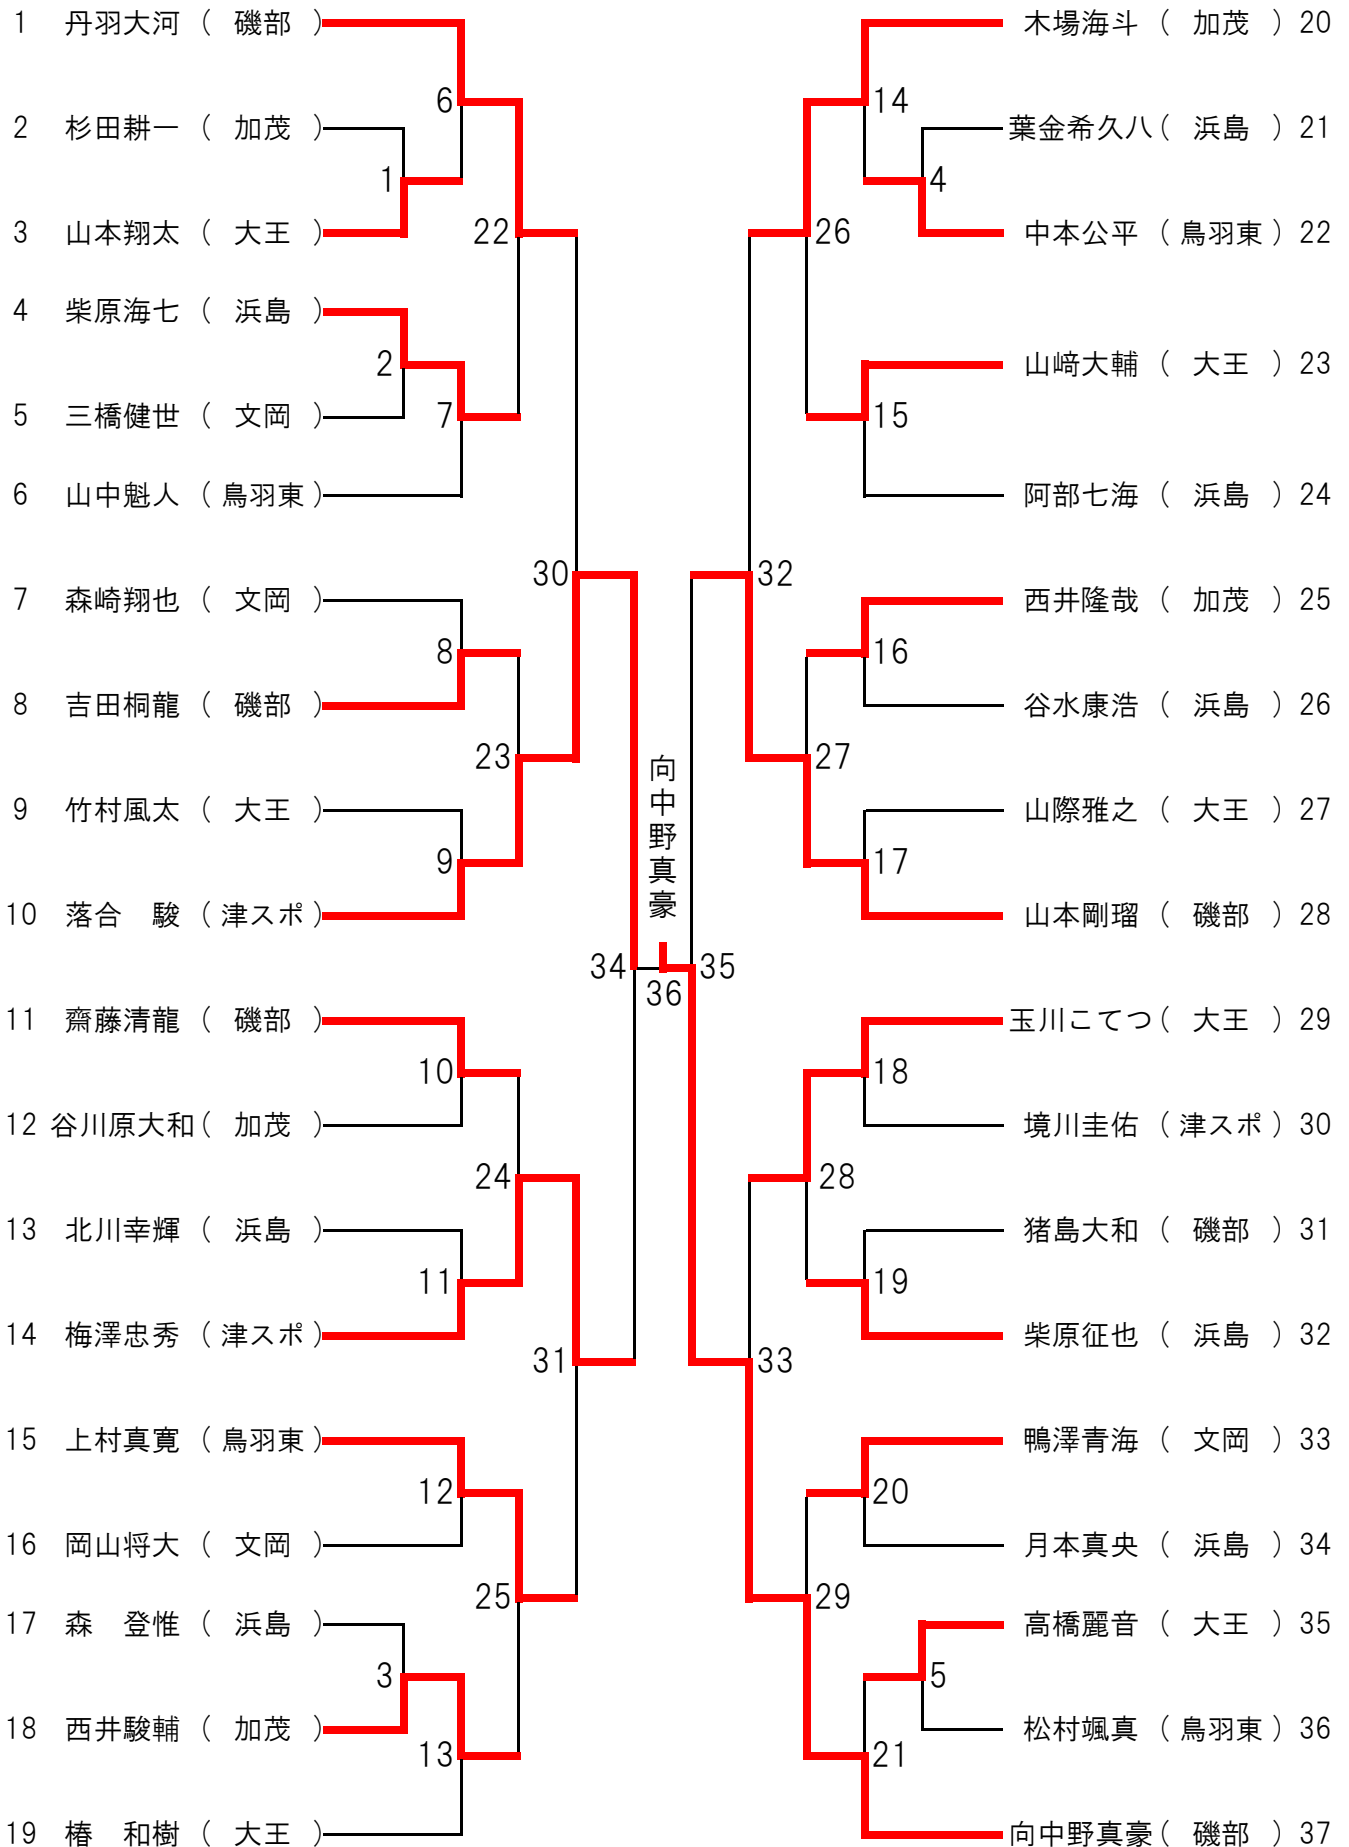 1 丹羽大河 ( 磯部 )
2 杉田耕一 ( 加茂 )
3 山本翔太 ( 大王 )
4 柴原海七 ( 浜島 )
5 三橋健世 ( 文岡 )
6 山中魁人 ( 鳥羽東 )
7 森崎翔也 ( 文岡 )
8 吉田桐龍 ( 磯部 )
9 竹村風太 ( 大王 )
10 落合 駿 ( 津スポ )
11 齋藤清龍 ( 磯部 )
12 谷川原大和 ( 加茂 )
13 北川幸輝 ( 浜島 )
14 梅澤忠秀 ( 津スポ )
15 上村真寛 ( 鳥羽東 )
16 岡山将大 ( 文岡 )
17 森 登惟 ( 浜島 )
18 西井駿輔 ( 加茂 )
19 椿 和樹 ( 大王 )
1
2
3
6
7
8
9
10
11
12
13
22
23
24
25
30
31
34
向中野真豪
36
35
32
33
26
27
28
29
14
15
16
17
18
19
20
21
4
5
木場海斗 ( 加茂 ) 20
葉金希久八 ( 浜島 ) 21
中本公平 ( 鳥羽東 ) 22
山﨑大輔 ( 大王 ) 23
阿部七海 ( 浜島 ) 24
西井隆哉 ( 加茂 ) 25
谷水康浩 ( 浜島 ) 26
山際雅之 ( 大王 ) 27
山本剛瑠 ( 磯部 ) 28
玉川こてつ ( 大王 ) 29
境川圭佑 ( 津スポ ) 30
猪島大和 ( 磯部 ) 31
柴原征也 ( 浜島 ) 32
鴨澤青海 ( 文岡 ) 33
月本真央 ( 浜島 ) 34
高橋麗音 ( 大王 ) 35
松村颯真 ( 鳥羽東 ) 36
向中野真豪 ( 磯部 ) 37